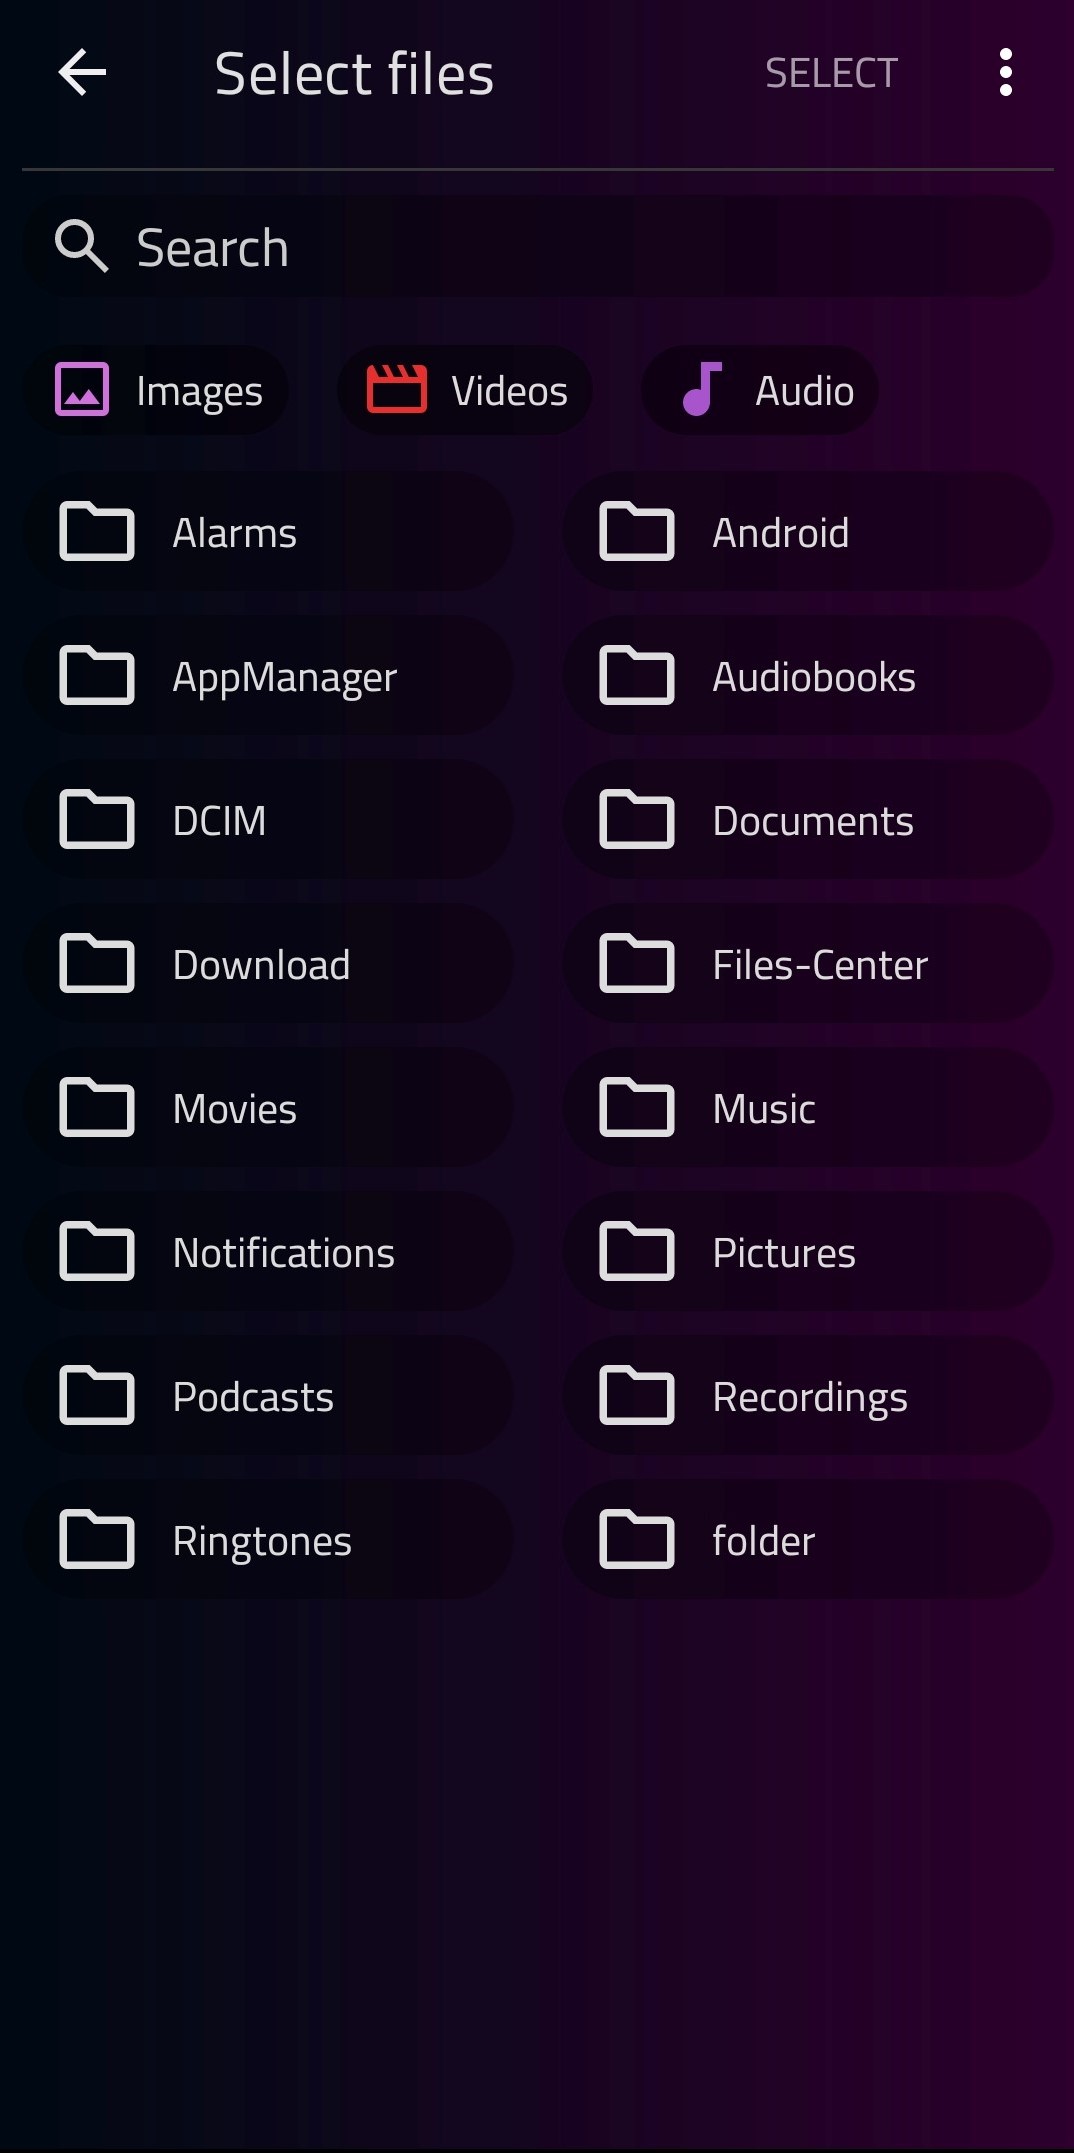 Select files SELECT
Search
Images Videos Audio
Alarms Android
AppManager Audiobooks
DCIM Documents
Download Files-Center
Movies Music
Notifications Pictures
Podcasts Recordings
Ringtones folder